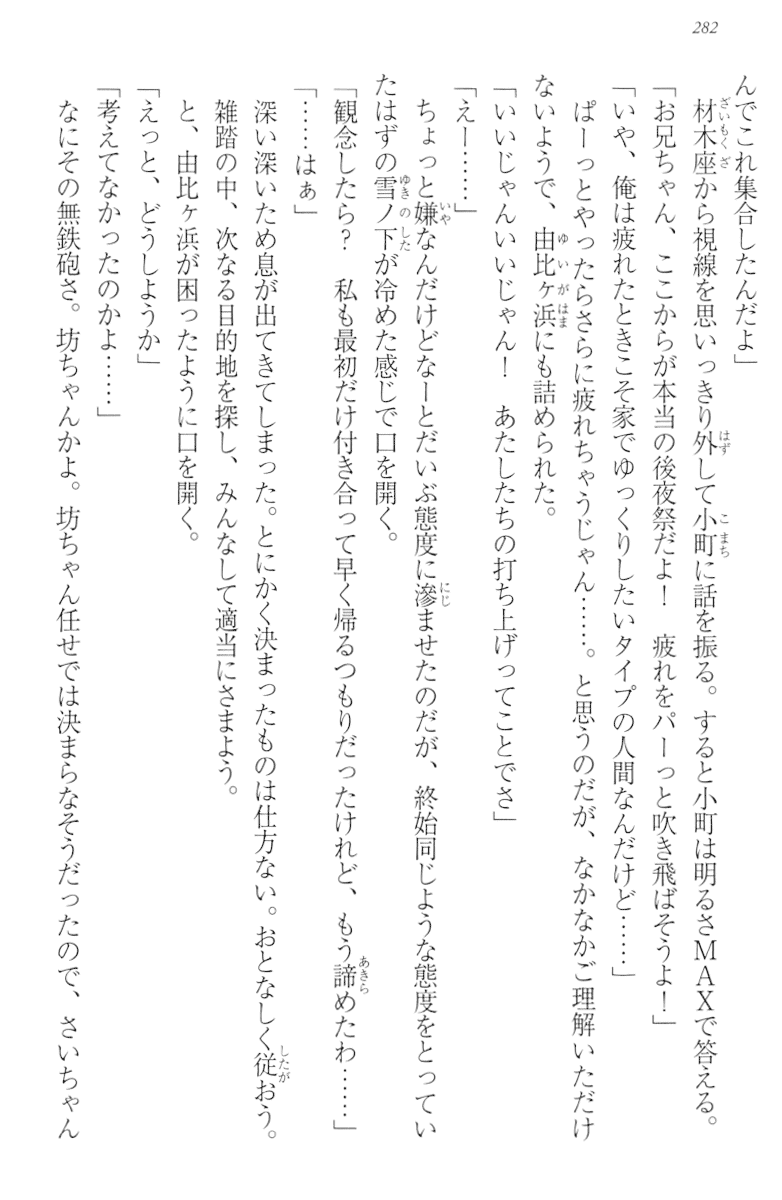 282
んでこれ集合したんだよ」
材木座から視線を思いっきり外して小町に話を振る。すると小町は明るさＭＡＸで答える。
「お兄ちゃん、ここからが本当の後夜祭だよ！　疲れをパーっと吹き飛ばそうよ！」
「いや、俺は疲れたときこそ家でゆっくりしたいタイプの人間なんだけど……」
ぱーっとやったらさらに疲れちゃうじゃん……。と思うのだが、なかなかご理解いただけ
ないようで、由比ヶ浜にも詰められた。
「いいじゃんいいじゃん！　あたしたちの打ち上げってことでさ」
「えー……」
ちょっと嫌なんだけどなーとだいぶ態度に滲ませたのだが、終始同じような態度をとってい
たはずの雪ノ下が冷めた感じで口を開く。
「観念したら？　私も最初だけ付き合って早く帰るつもりだったけれど、もう諦めたわ……」
「……はぁ」
深い深いため息が出てきてしまった。とにかく決まったものは仕方ない。おとなしく従おう。
雑踏の中、次なる目的地を探し、みんなして適当にさまよう。
と、由比ヶ浜が困ったように口を開く。
「えっと、どうしようか」
「考えてなかったのかよ……」
なにその無鉄砲さ。坊ちゃんかよ。坊ちゃん任せでは決まらなそうだったので、さいちゃん